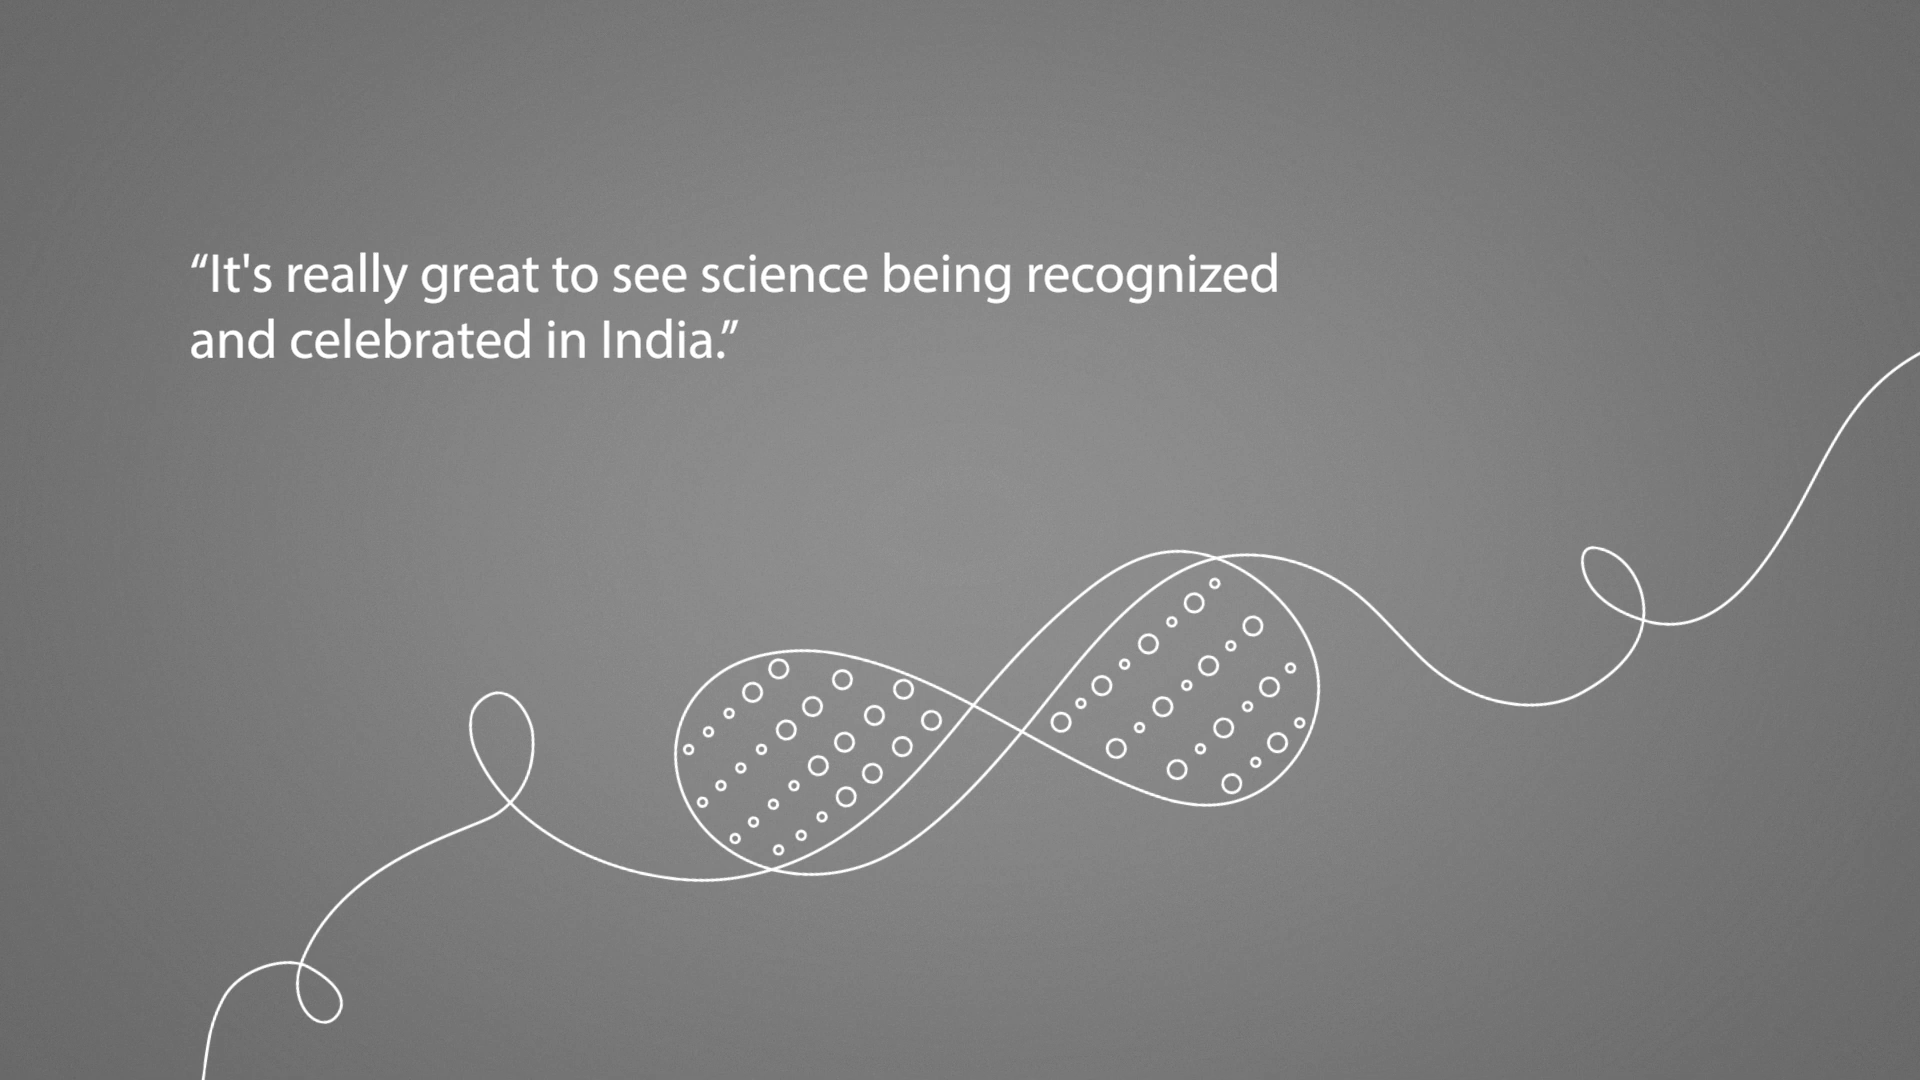 “It's really great to see science being recognized
and celebrated in India.”